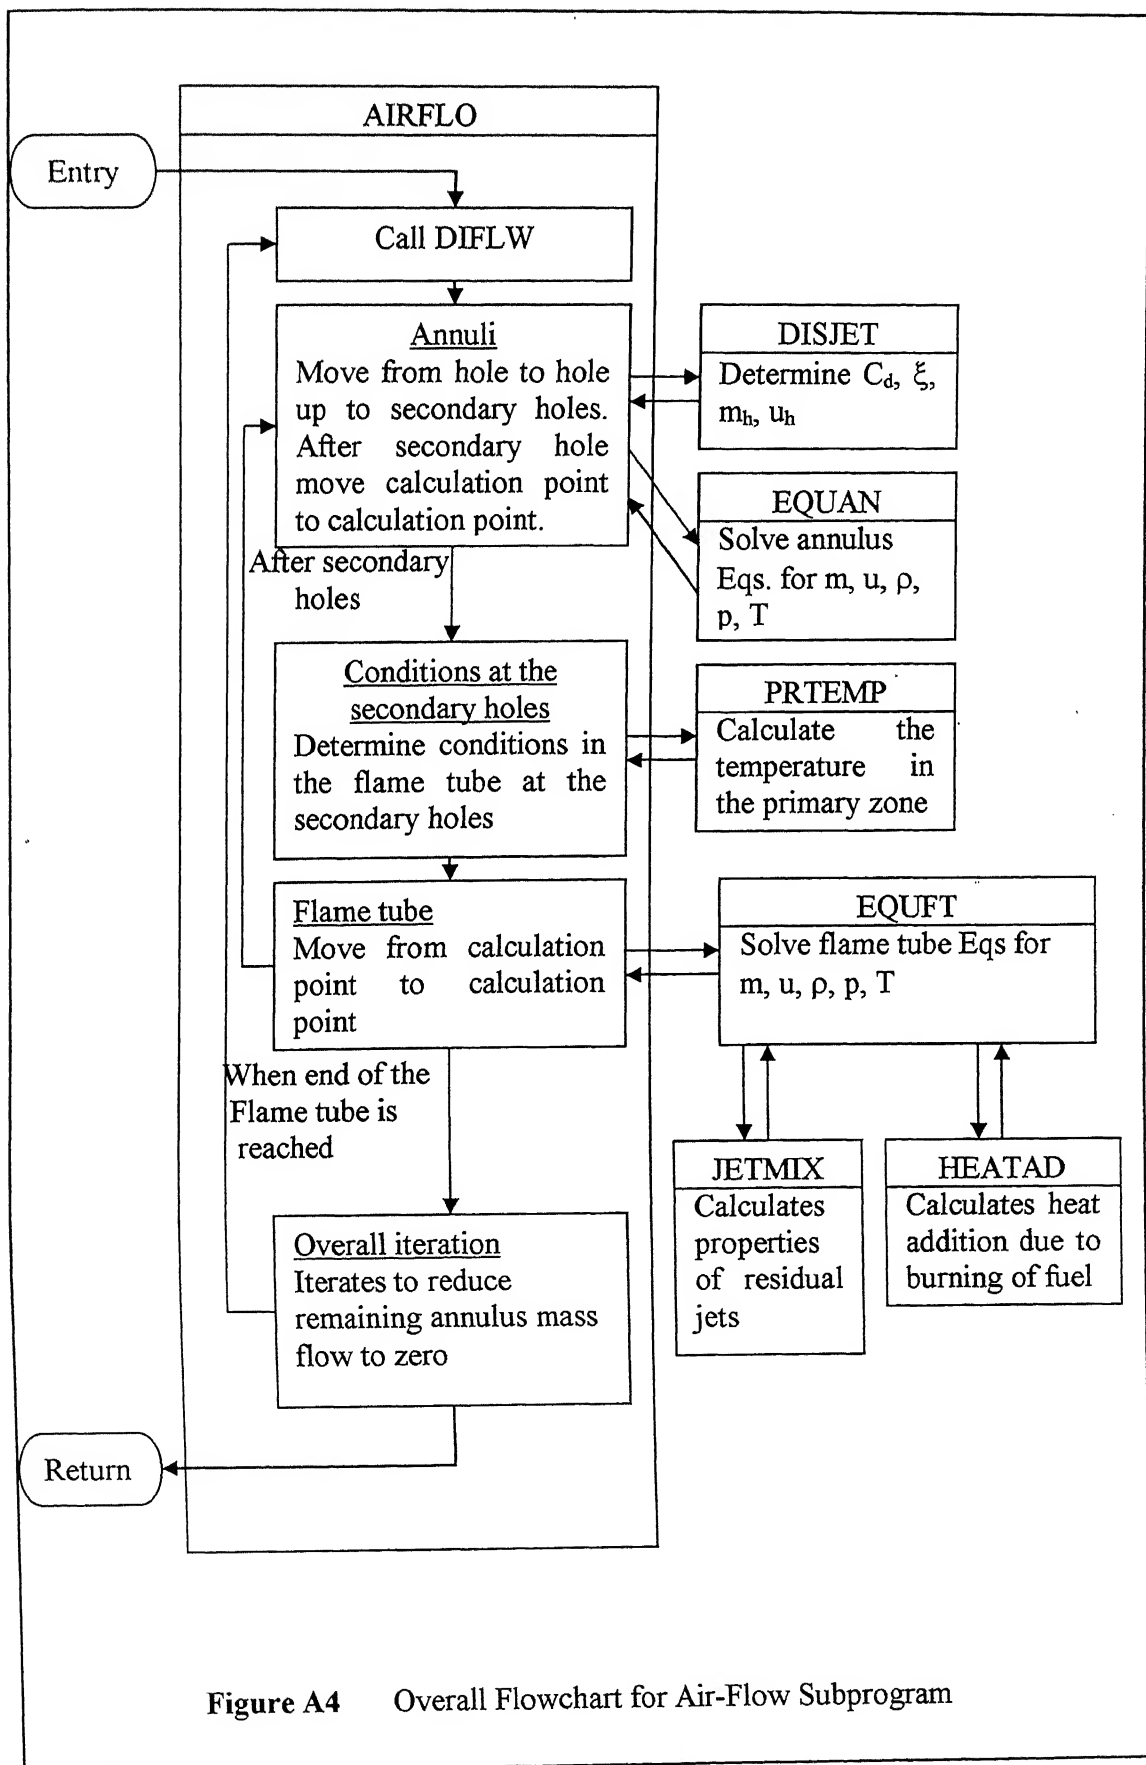 AIRFLO
Entry
Call DIFLW
Annuli
Move from hole to hole
up to secondary holes.
After secondary hole
move calculation point
to calculation point.
DISJET
Determine Cd, ξ,
mh, uh
EQUAN
Solve annulus
Eqs. for m, u, ρ,
p, T
After secondary
holes
Conditions at the
secondary holes
Determine conditions in
the flame tube at the
secondary holes
PRTEMP
Calculate the
temperature in
the primary zone
Flame tube
Move from calculation
point to calculation
point
EQUFT
Solve flame tube Eqs for
m, u, ρ, p, T
When end of the
Flame tube is
reached
JETMIX
Calculates
properties
of residual
jets
HEATAD
Calculates heat
addition due to
burning of fuel
Overall iteration
Iterates to reduce
remaining annulus mass
flow to zero
Return
Figure A4 Overall Flowchart for Air-Flow Subprogram